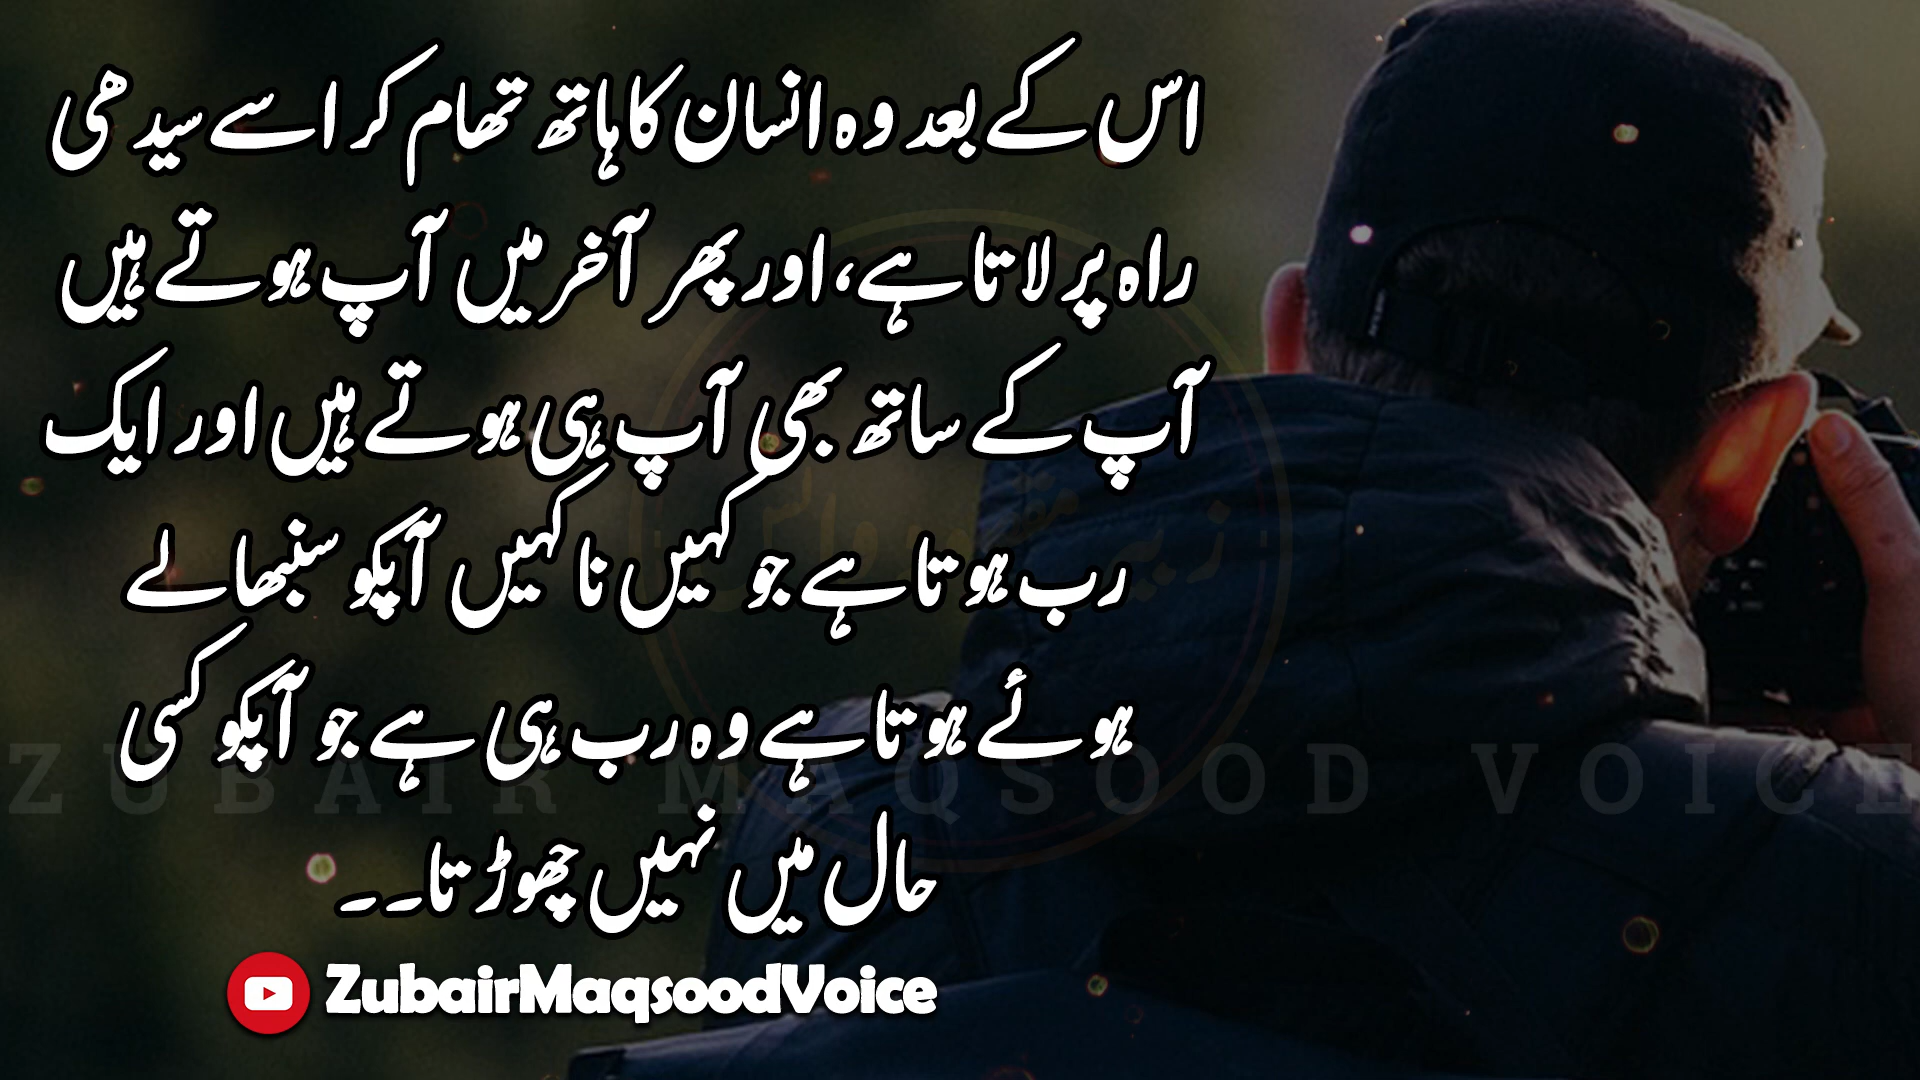 اس کے بعد وہ انسان کا ہاتھ تھام کر اسے سیدھی
راہ پر لاتا ہے، اور پھر آخر میں آپ ہوتے ہیں
آپ کے ساتھ بھی آپ ہی ہوتے ہیں اور ایک
رب ہوتا ہے جو کہیں نا کہیں آپکو سنبھالے
ہوئے ہوتا ہے وہ رب ہی ہے جو آپکو کسی
حال میں نہیں چھوڑتا۔۔
زبیر مقصود وائس
ZUBAIR MAQSOOD VOICE
ZubairMaqsoodVoice